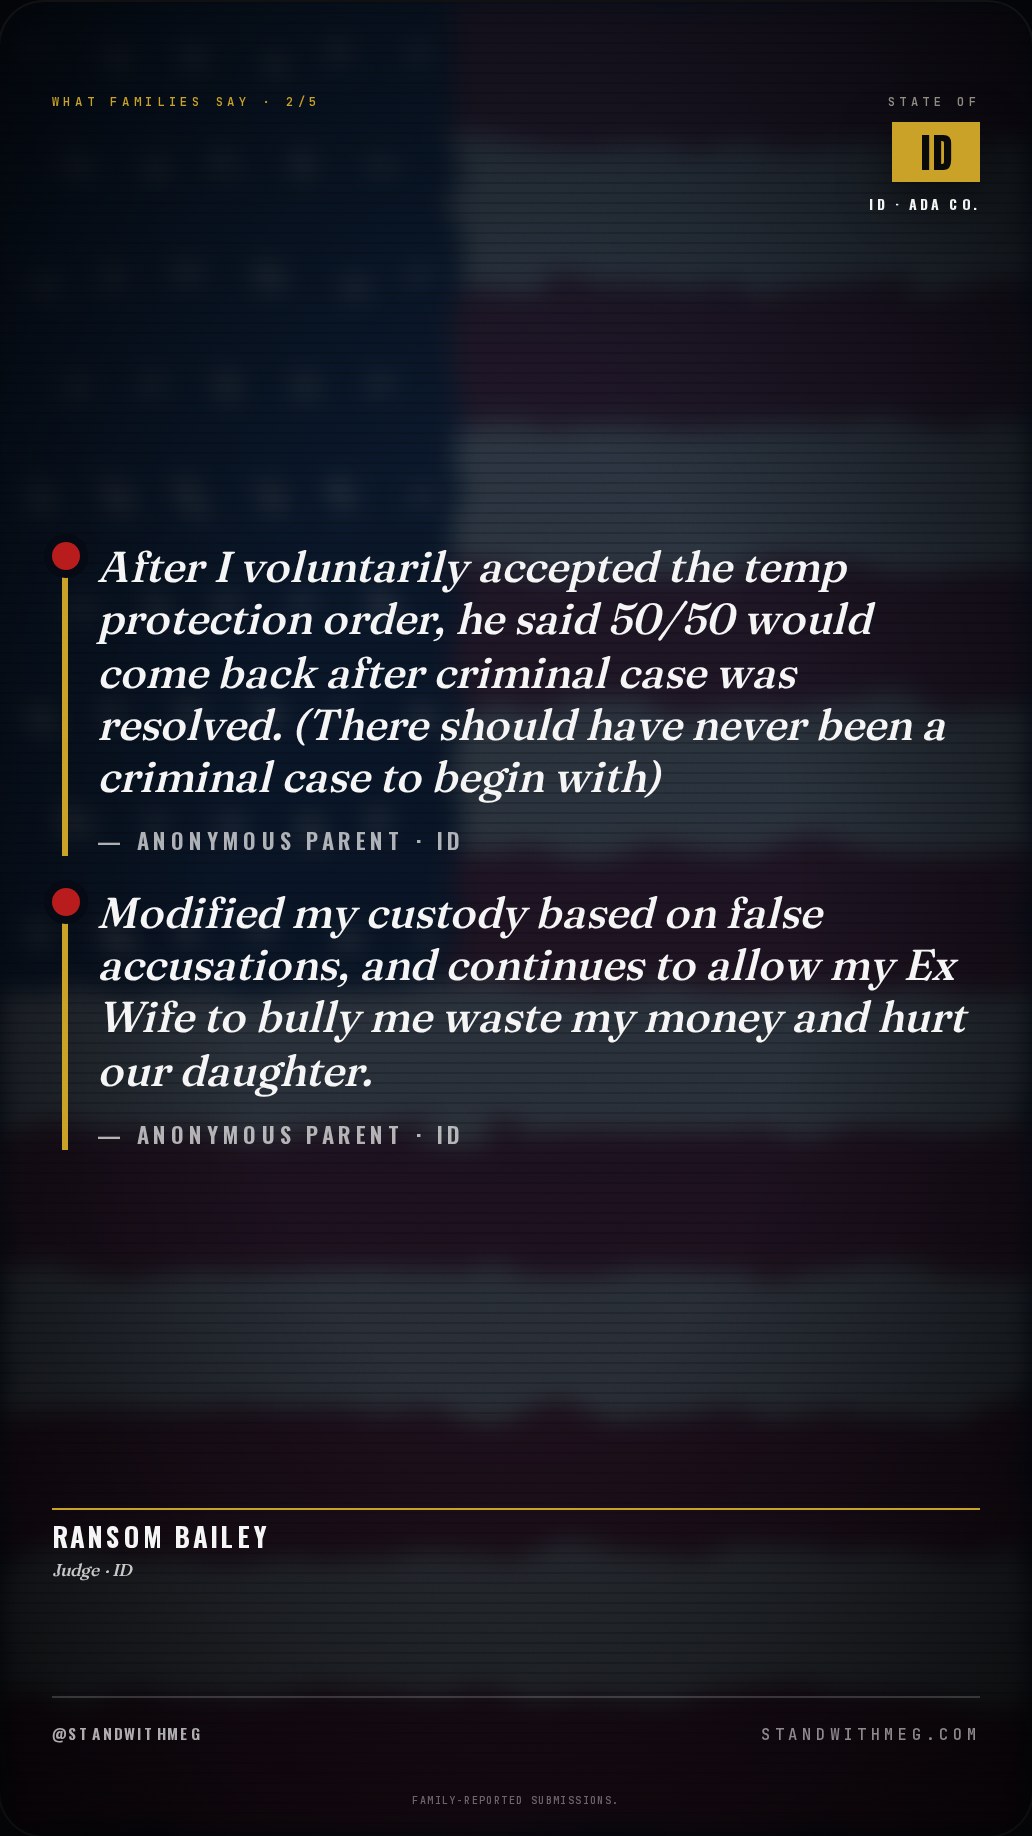 WHAT FAMILIES SAY · 2/5
STATE OF
ID
ID · ADA CO.
After I voluntarily accepted the temp
protection order, he said 50/50 would
come back after criminal case was
resolved. (There should have never been a
criminal case to begin with)
— ANONYMOUS PARENT · ID
Modified my custody based on false
accusations, and continues to allow my Ex
Wife to bully me waste my money and hurt
our daughter.
— ANONYMOUS PARENT · ID
RANSOM BAILEY
Judge · ID
@STANDWITHMEG
STANDWITHMEG.COM
FAMILY-REPORTED SUBMISSIONS.